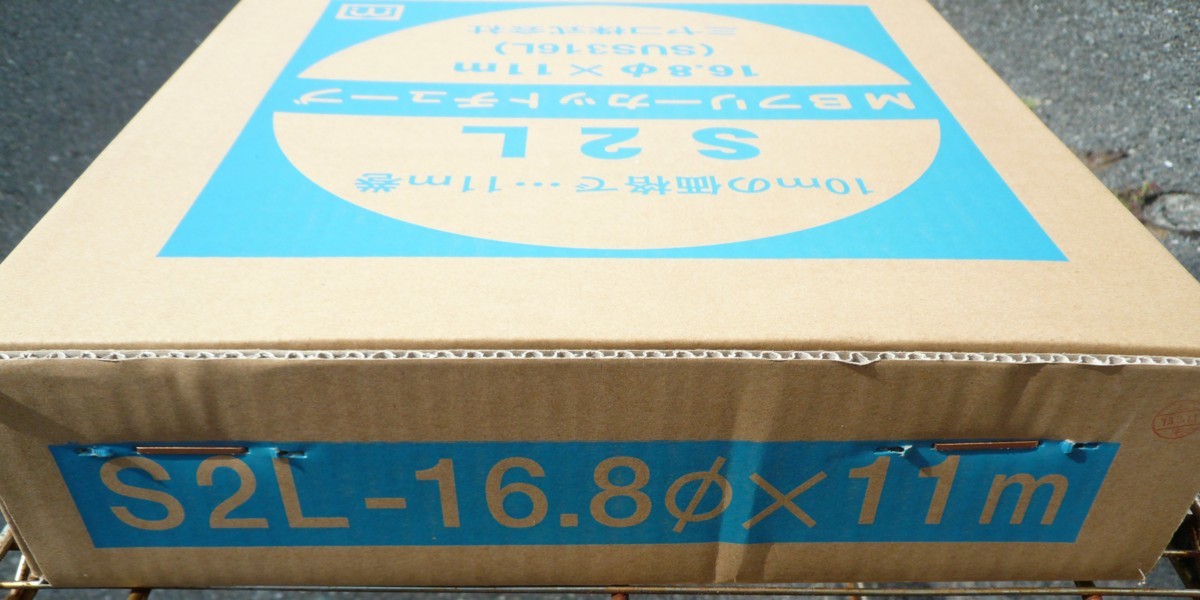 10mの価格で…11m巻
S2L
MBフリーカットチューブ
16.8φ×11m
(SUS316L)
ミヤコ株式会社
m
S2L-16.8φ×11m